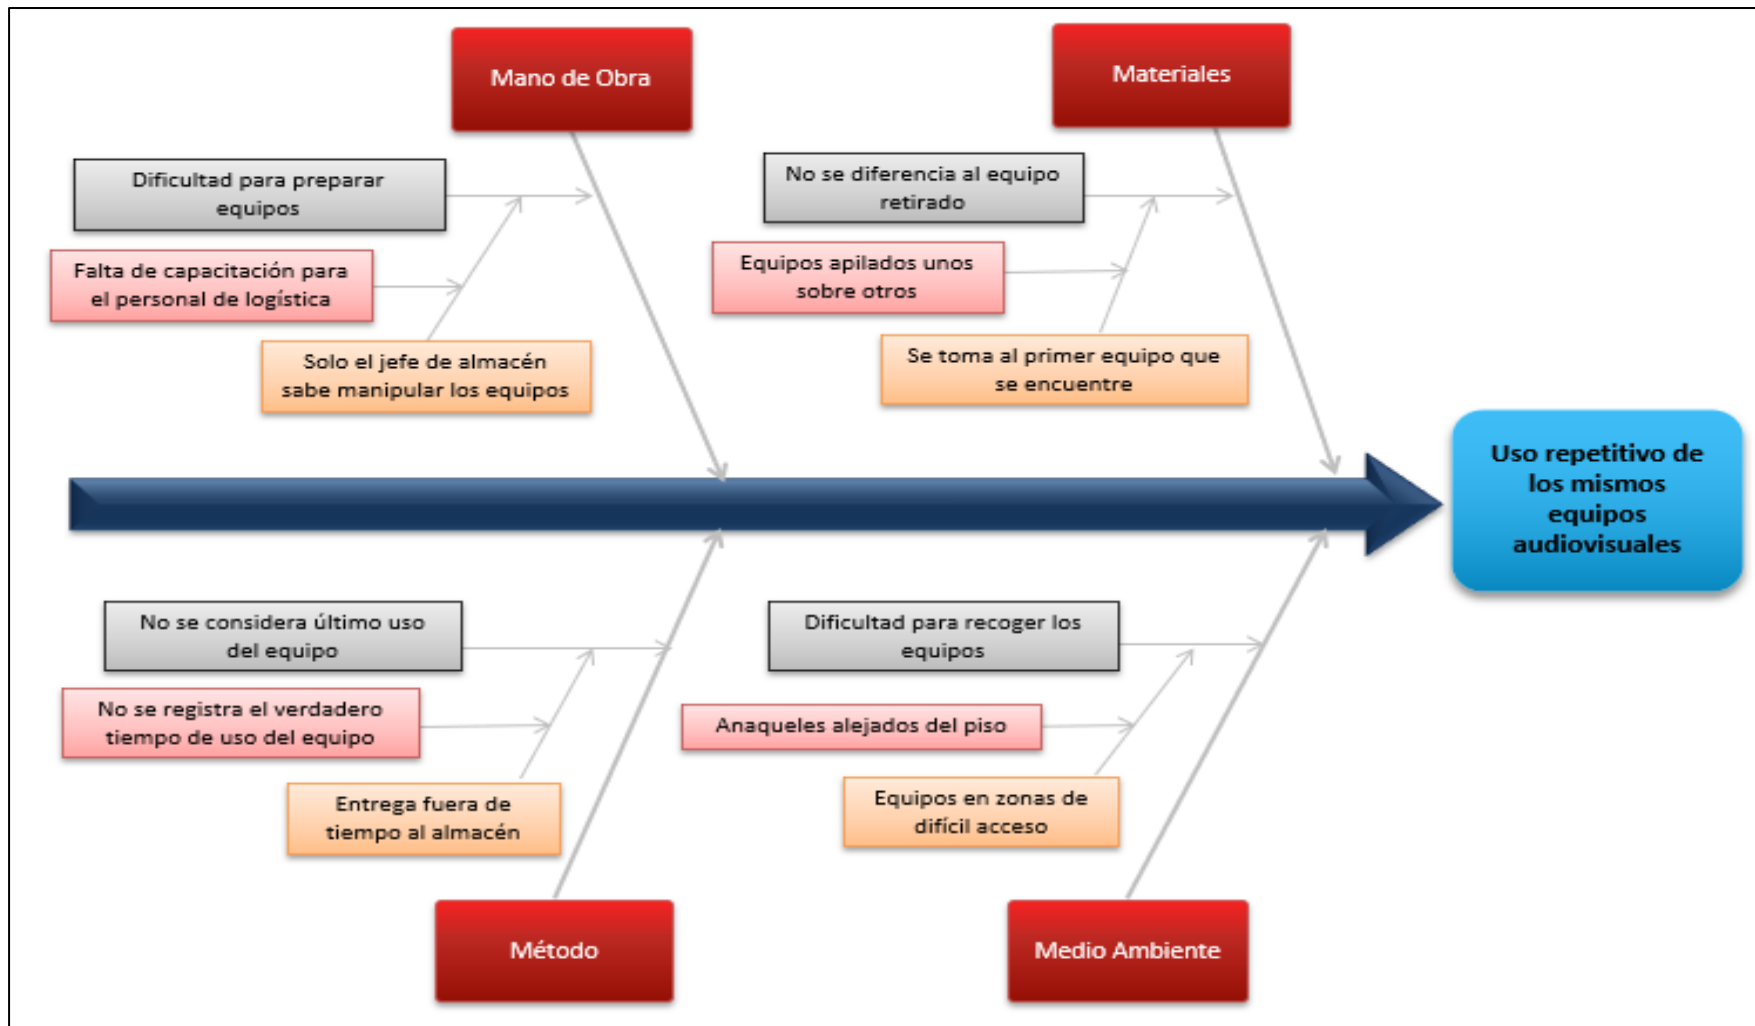 Mano de Obra
Materiales
Dificultad para preparar
equipos
Falta de capacitación para
el personal de logística
Solo el jefe de almacén
sabe manipular los equipos
No se diferencia al equipo
retirado
Equipos apilados unos
sobre otros
Se toma al primer equipo que
se encuentre
Uso repetitivo de
los mismos
equipos
audiovisuales
No se considera último uso
del equipo
No se registra el verdadero
tiempo de uso del equipo
Entrega fuera de
tiempo al almacén
Dificultad para recoger los
equipos
Anaqueles alejados del piso
Equipos en zonas de
difícil acceso
Método
Medio Ambiente